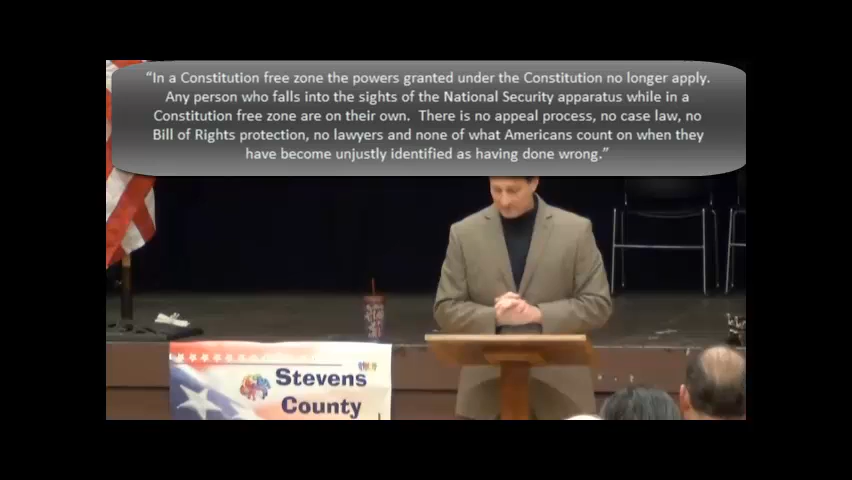 “In a Constitution free zone the powers granted under the Constitution no longer apply.
Any person who falls into the sights of the National Security apparatus while in a
Constitution free zone are on their own.  There is no appeal process, no case law, no
Bill of Rights protection, no lawyers and none of what Americans count on when they
have become unjustly identified as having done wrong.”
Stevens
County